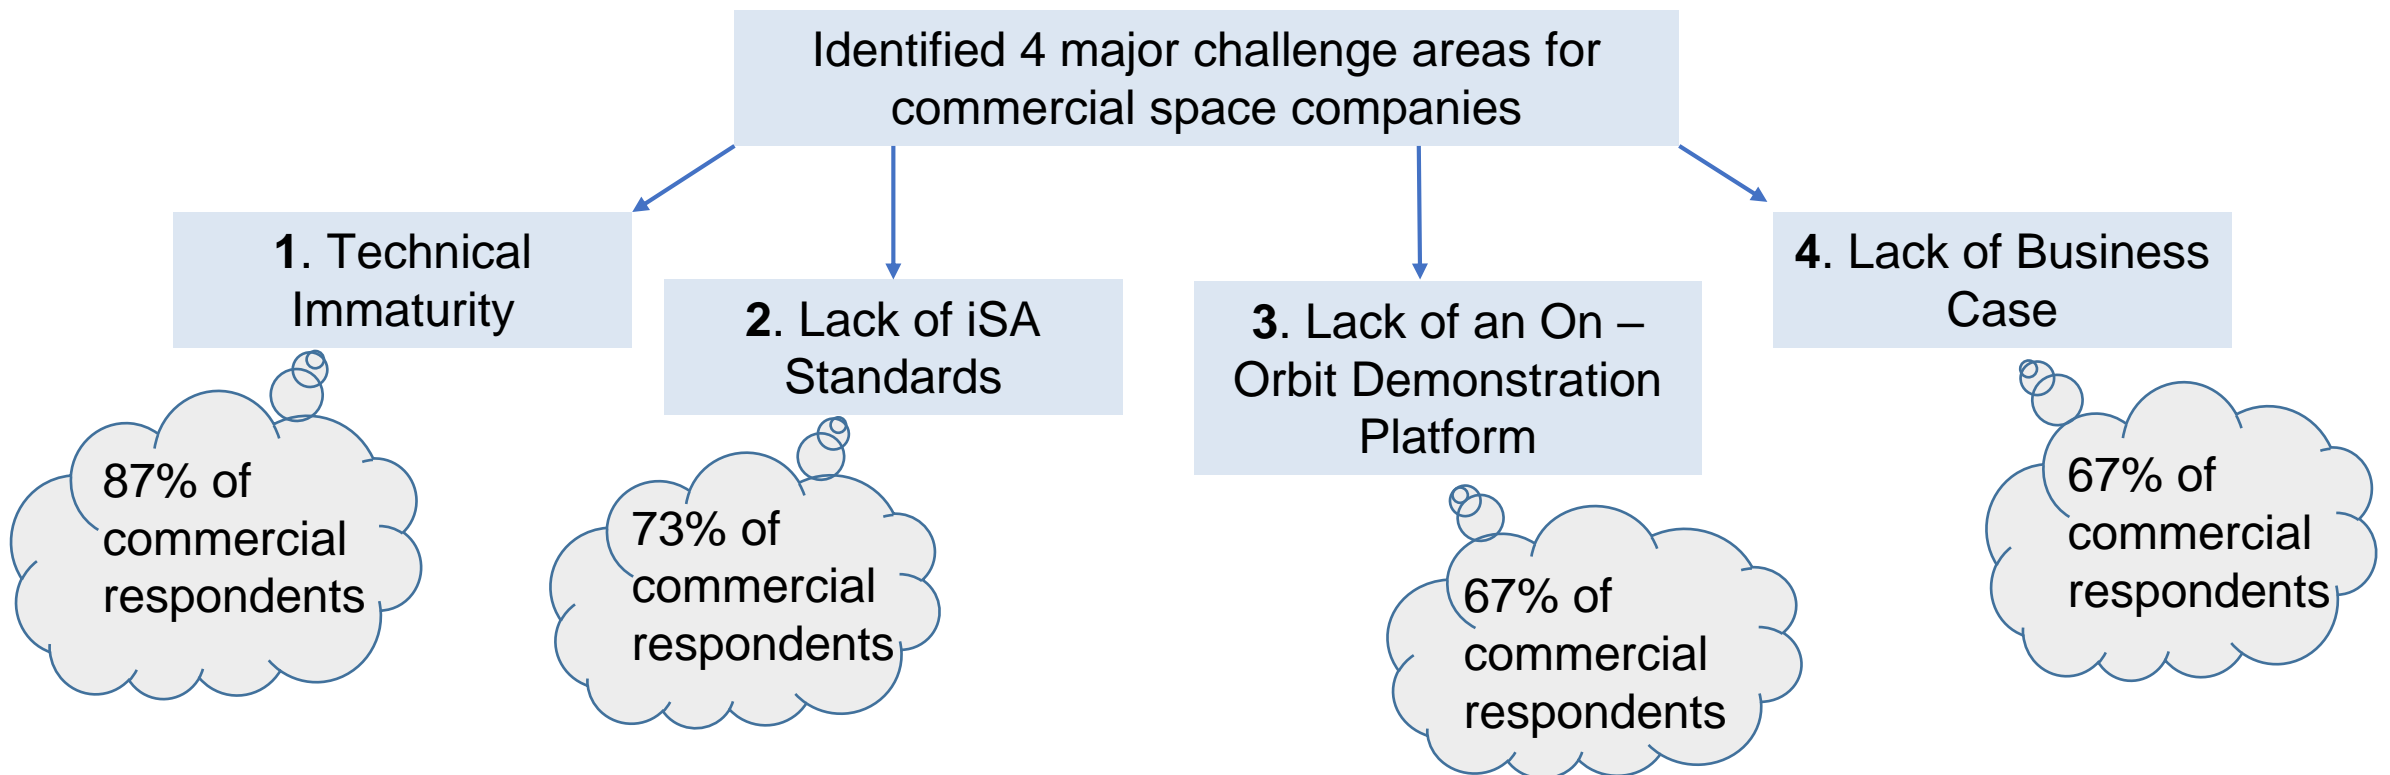 Identified 4 major challenge areas for
commercial space companies
1. Technical
Immaturity
2. Lack of iSA
Standards
3. Lack of an On –
Orbit Demonstration
Platform
4. Lack of Business
Case
87% of
commercial
respondents
73% of
commercial
respondents
67% of
commercial
respondents
67% of
commercial
respondents